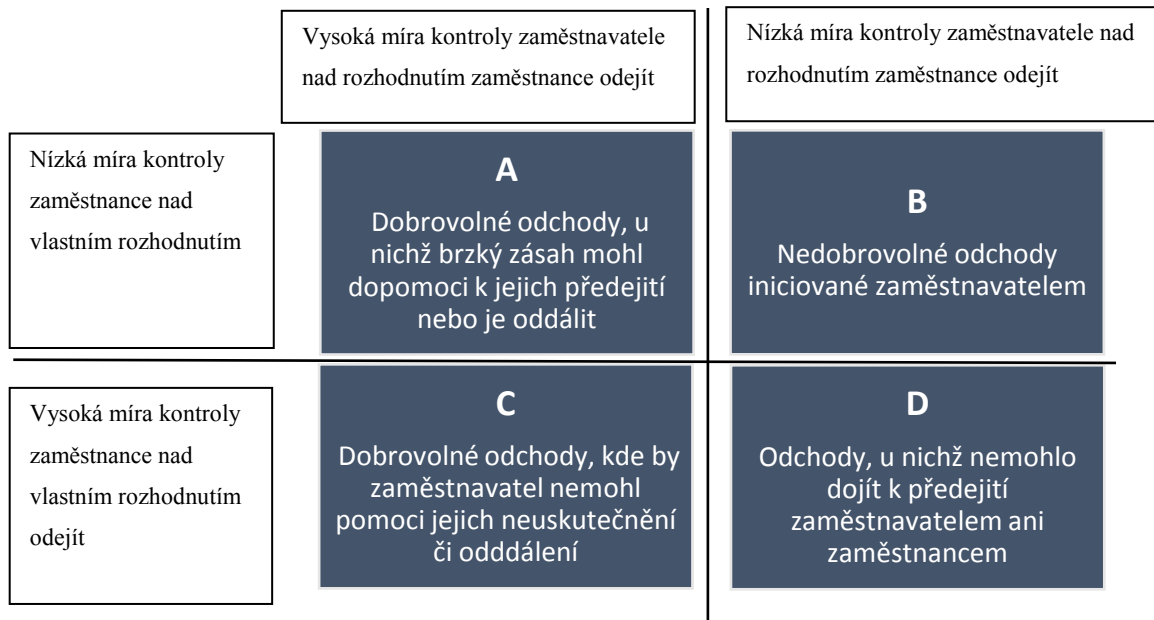 Vysoká míra kontroly zaměstnavatele
nad rozhodnutím zaměstnance odejít
Nízká míra kontroly zaměstnavatele nad
rozhodnutím zaměstnance odejít
Nízká míra kontroly
zaměstnance nad
vlastním rozhodnutím
A
Dobrovolné odchody, u
nichž brzký zásah mohl
dopomoci k jejich předejití
nebo je oddálit
B
Nedobrovolné odchody
iniciované zaměstnavatelem
Vysoká míra kontroly
zaměstnance nad
vlastním rozhodnutím
odejít
C
Dobrovolné odchody, kde by
zaměstnavatel nemohl
pomoci jejich neuskutečnění
či odddálení
D
Odchody, u nichž nemohlo
dojít k předejití
zaměstnavatelem ani
zaměstnancem